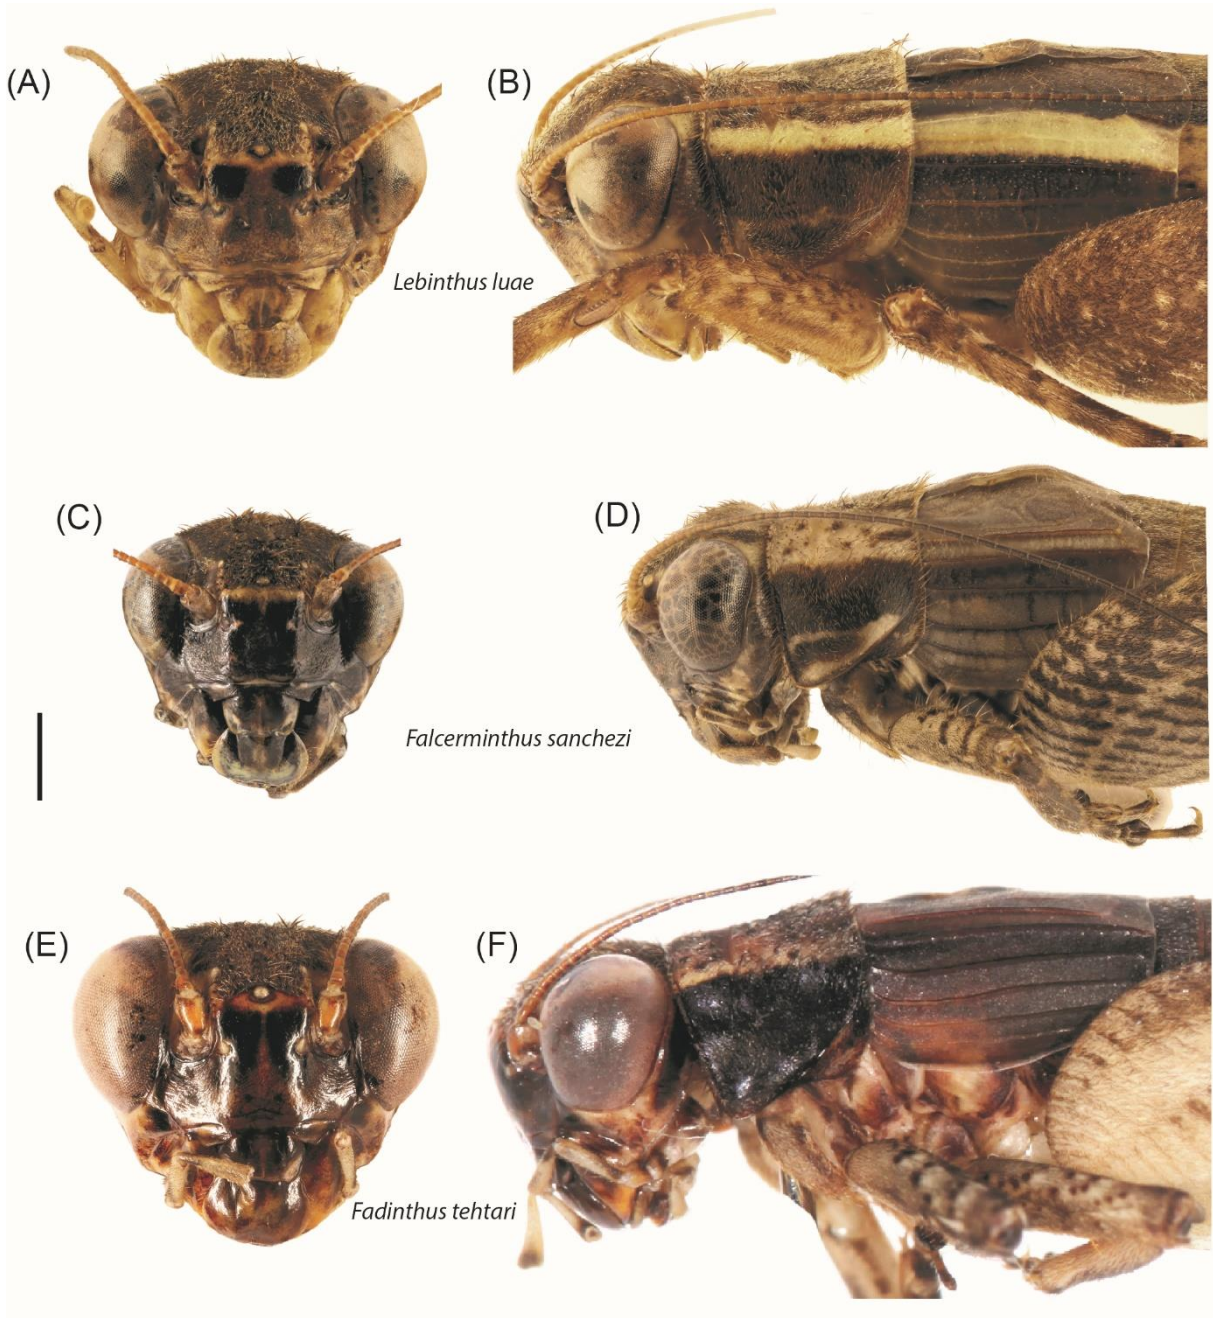 (A)
(B)
Lebinthus luae
(C)
(D)
Falcerminthus sanchezi
(E)
(F)
Fadinthus tehtari